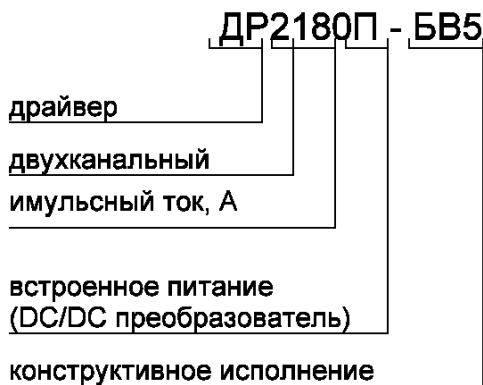 ДР2180П - БВ5
драйвер
двухканальный
имульсный ток, А
встроенное питание
(DC/DC преобразователь)
конструктивное исполнение